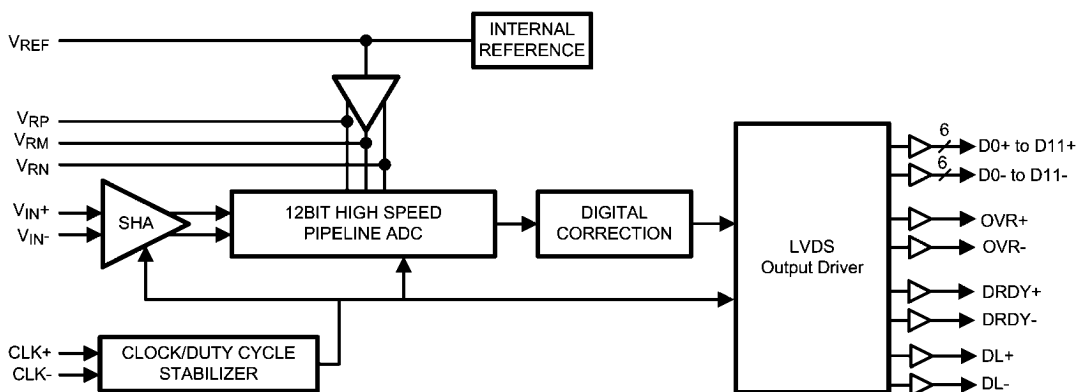 INTERNAL
REFERENCE
VREF
VRP
VRM
VRN
VIN+
VIN-
SHA
12BIT HIGH SPEED
PIPELINE ADC
DIGITAL
CORRECTION
LVDS
Output Driver
6
D0+ to D11+
6
D0- to D11-
OVR+
OVR-
DRDY+
DRDY-
DL+
DL-
CLK+
CLK-
CLOCK/DUTY CYCLE
STABILIZER